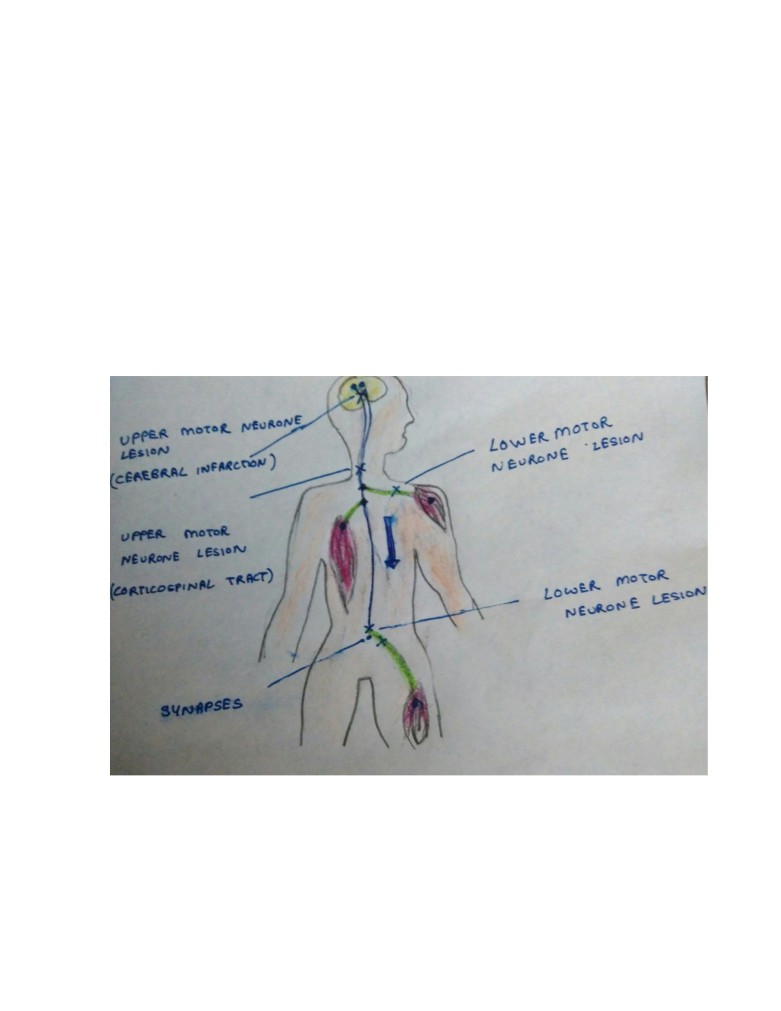 UPPER MOTOR NEURONE
LESION
(CEREBRAL INFARCTION)
LOWER MOTOR
NEURONE LESION
UPPER MOTOR
NEURONE LESION
(CORTICOSPINAL TRACT)
LOWER MOTOR
NEURONE LESION
SYNAPSES